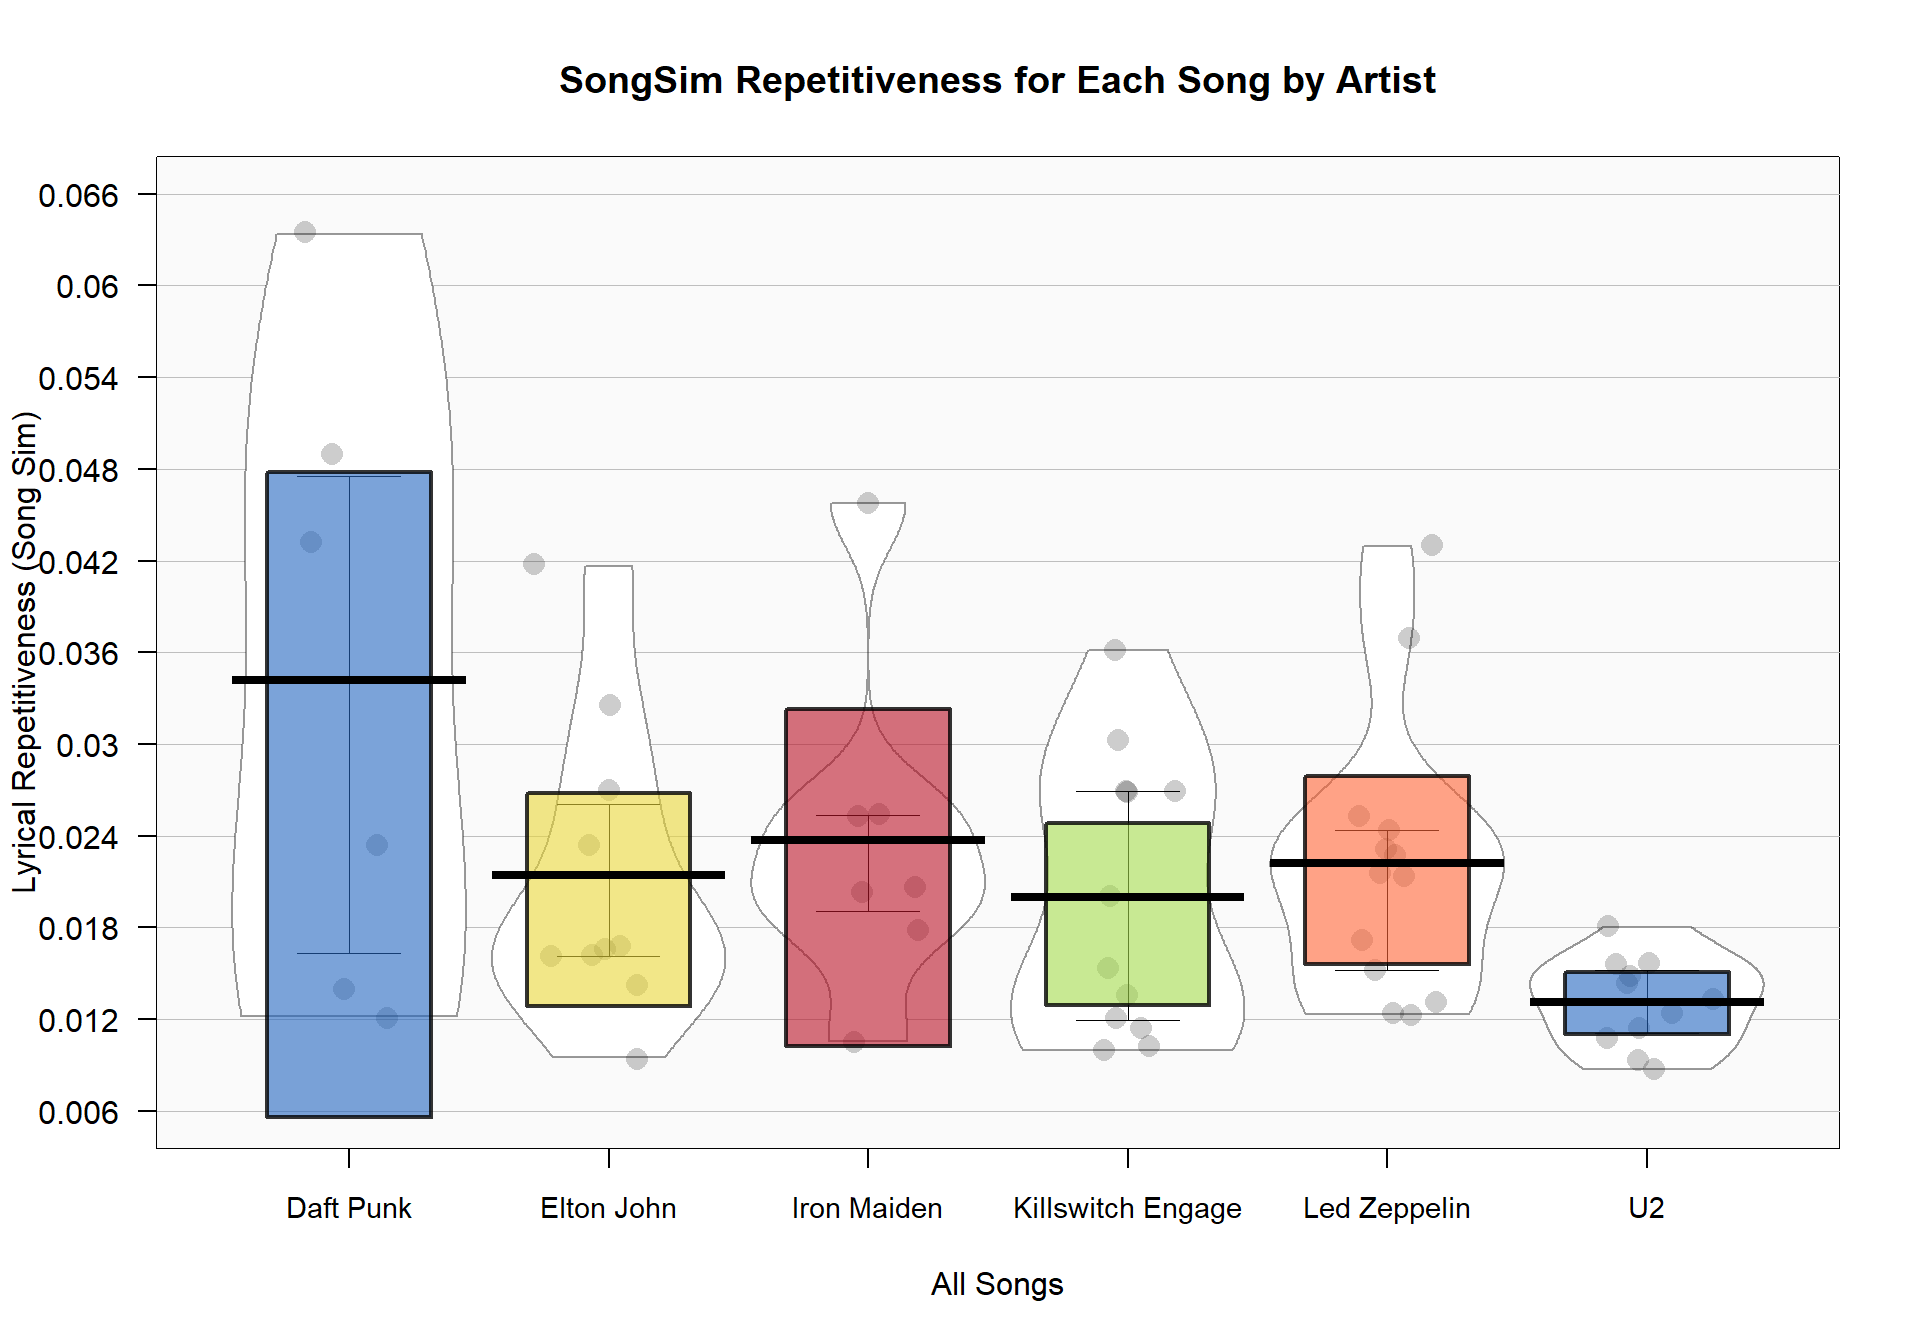 SongSim Repetitiveness for Each Song by Artist
Lyrical Repetitiveness (Song Sim)
0.066
0.06
0.054
0.048
0.042
0.036
0.03
0.024
0.018
0.012
0.006
Daft Punk Elton John Iron Maiden Killswitch Engage Led Zeppelin U2
All Songs